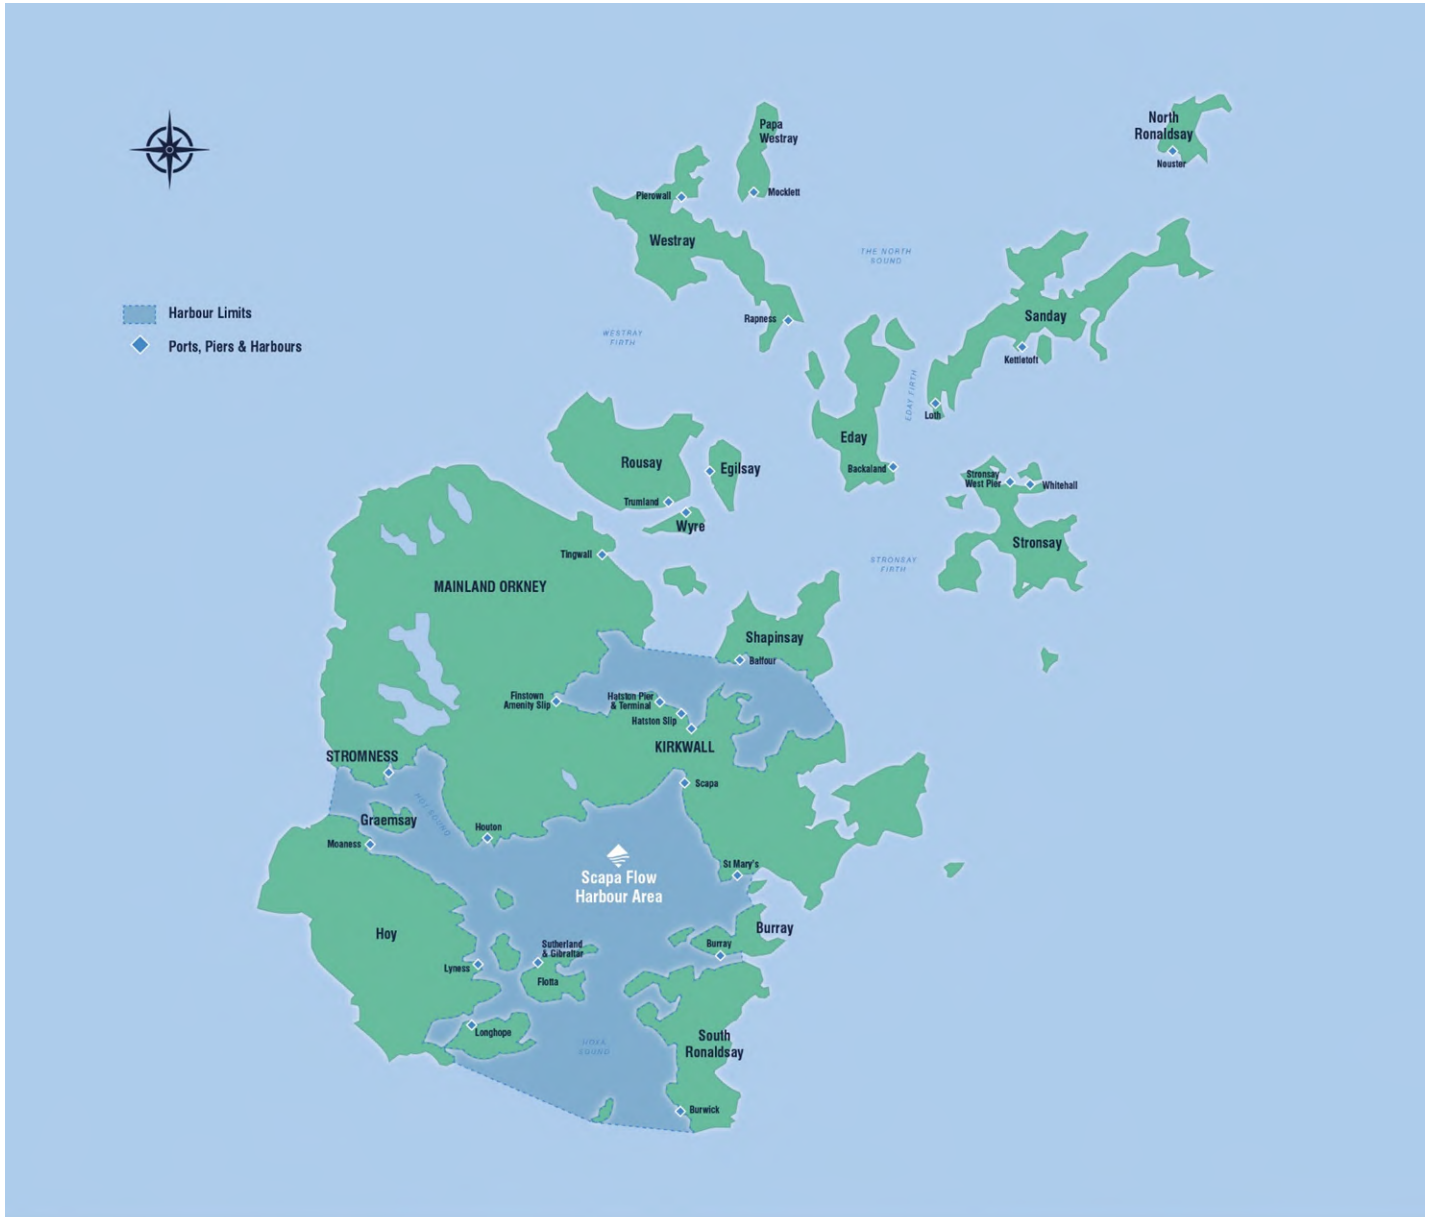 Papa
Westray
North
Ronaldsay
Nouster
Pierowall
Mocklett
Westray
THE NORTH
SOUND
Harbour Limits
Ports, Piers & Harbours
Rapness
Sanday
WESTRAY
FIRTH
Kettletoft
EDAY FIRTH
Loth
Eday
Backaland
Rousay
Egilsay
Trumland
Wyre
Stronsay
West Pier
Whitehall
Stronsay
Tingwall
STRONSAY
FIRTH
MAINLAND ORKNEY
Shapinsay
Balfour
Finstown
Amenity Slip
Hatston Pier
& Terminal
Hatston Slip
KIRKWALL
STROMNESS
Scapa
HOY SOUND
Graemsay
Houton
Moaness
Scapa Flow
Harbour Area
St Mary's
Hoy
Burray
Burray
Sutherland
& Gibraltar
Lyness
Flotta
Longhope
HOXA
SOUND
South
Ronaldsay
Burwick